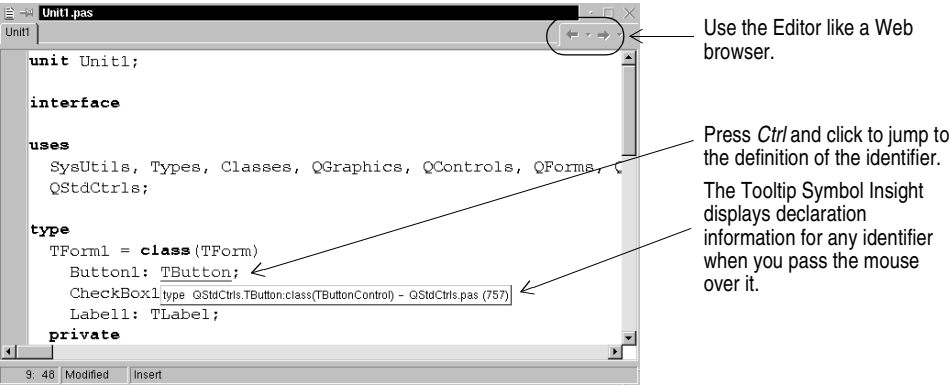 Unit1.pas
Unit1
unit Unit1;
interface
uses
SysUtils, Types, Classes, QGraphics, QControls, QForms, Q
QStdCtrls;
type
TForm1 = class(TForm)
Button1: TButton;
CheckBox1
type QStdCtrls.TButton:class(TButtonControl) – QStdCtrls.pas (757)
Label1: TLabel;
private
9: 48 Modified Insert
Use the Editor like a Web
browser.
Press Ctrl and click to jump to
the definition of the identifier.
The Tooltip Symbol Insight
displays declaration
information for any identifier
when you pass the mouse
over it.